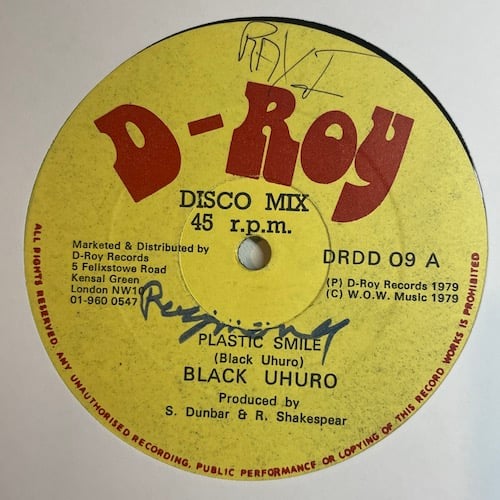 RAY I
D-ROY
DISCO MIX
45 r.p.m.
Marketed & Distributed by
D-Roy Records
5 Felixstowe Road
Kensal Green
London NW10
01-960 0547
DRDD 09 A
(P) D-Roy Records 1979
(C) W.O.W. Music 1979
PLASTIC SMILE
(Black Uhuro)
BLACK UHURO
Produced by
S. Dunbar & R. Shakespear
ALL RIGHTS RESERVED. ANY UNAUTHORISED RECORDING, PUBLIC PERFORMANCE OR COPYING OF THIS RECORD WORKS IS PROHIBITED